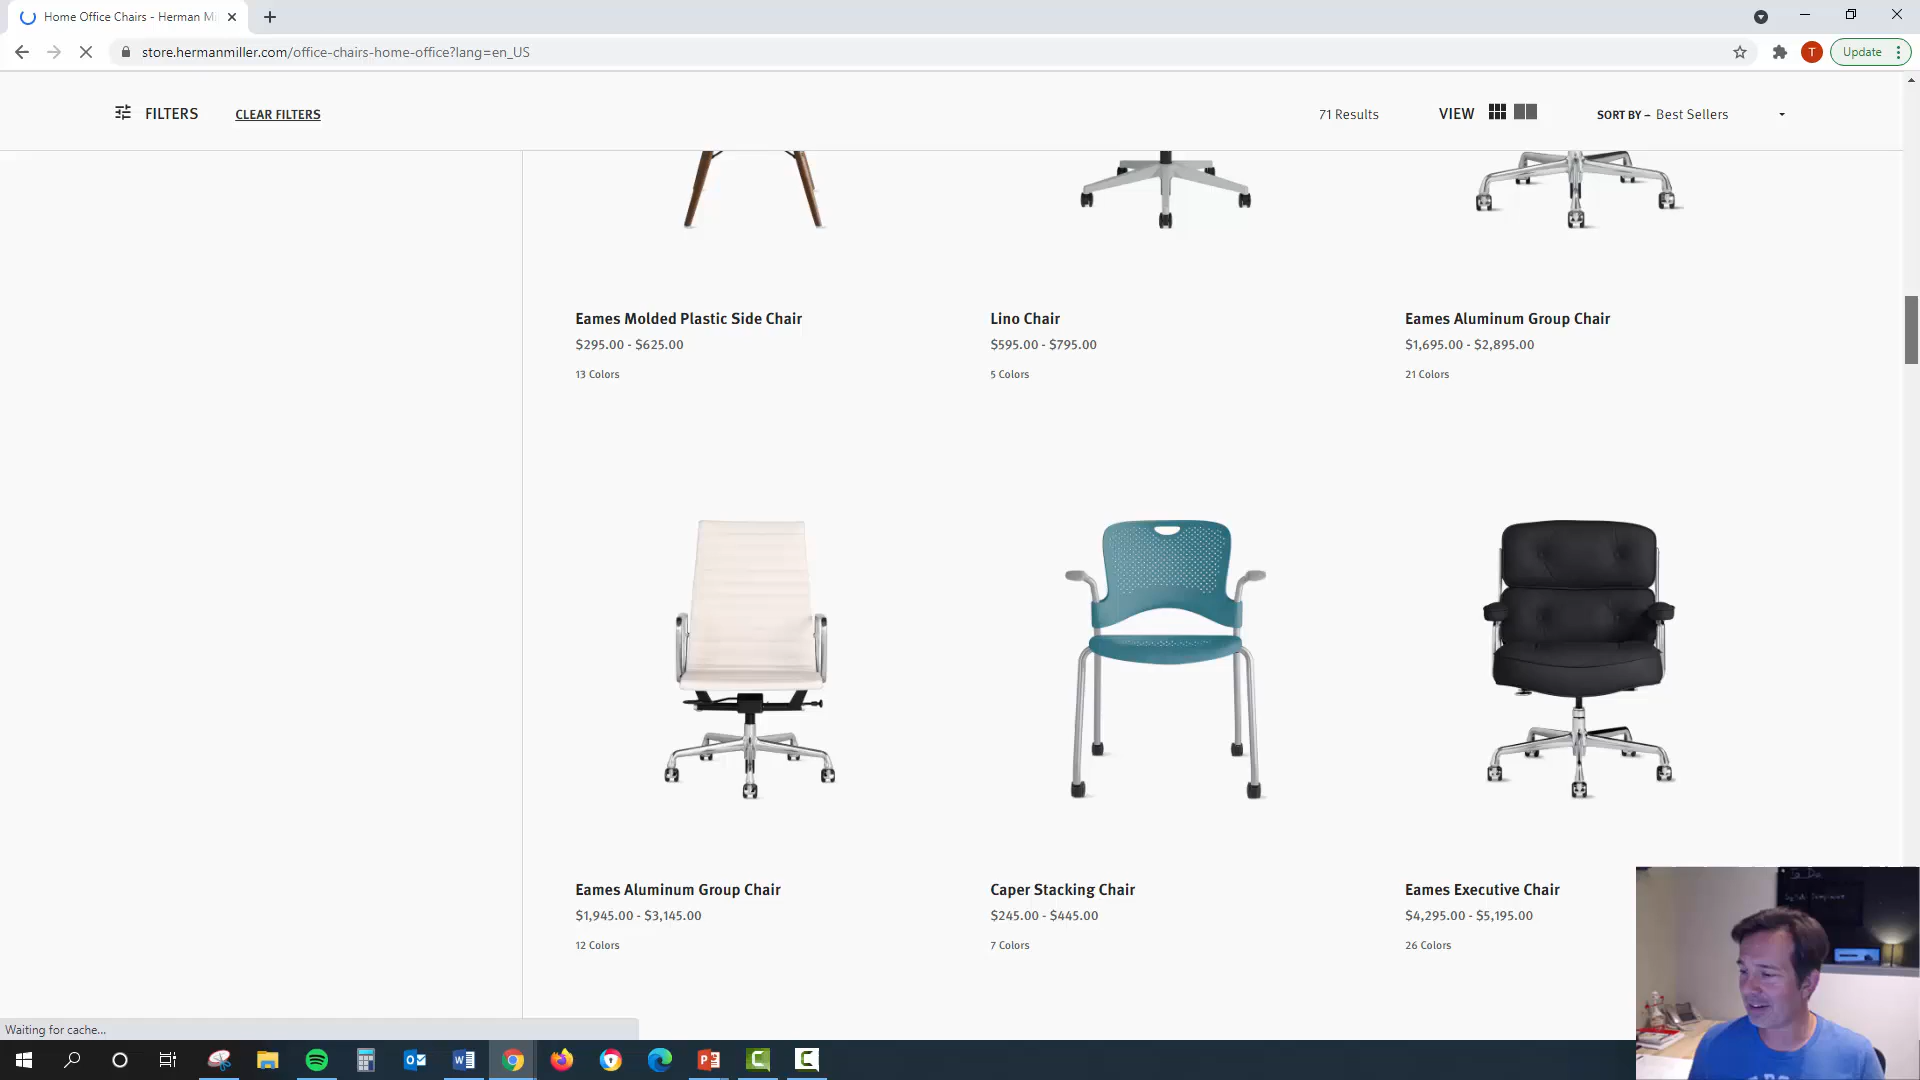 Home Office Chairs - Herman Mi
store.hermanmiller.com/office-chairs-home-office?lang=en_US
T
Update
FILTERS
CLEAR FILTERS
71 Results
VIEW
SORT BY – Best Sellers
Eames Molded Plastic Side Chair
$295.00 - $625.00
13 Colors
Lino Chair
$595.00 - $795.00
5 Colors
Eames Aluminum Group Chair
$1,695.00 - $2,895.00
21 Colors
Eames Aluminum Group Chair
$1,945.00 - $3,145.00
12 Colors
Caper Stacking Chair
$245.00 - $445.00
7 Colors
Eames Executive Chair
$4,295.00 - $5,195.00
26 Colors
To Do
Waiting for cache...